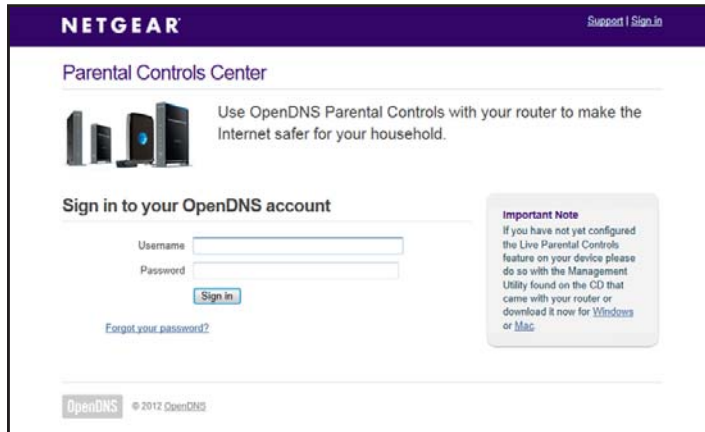 NETGEAR
Support | Sign in
Parental Controls Center
Use OpenDNS Parental Controls with your router to make the
Internet safer for your household.
Sign in to your OpenDNS account
Username
Password
Sign in
Forgot your password?
Important Note
If you have not yet configured
the Live Parental Controls
feature on your device please
do so with the Management
Utility found on the CD that
came with your router or
download it now for Windows
or Mac.
OpenDNS © 2012 OpenDNS